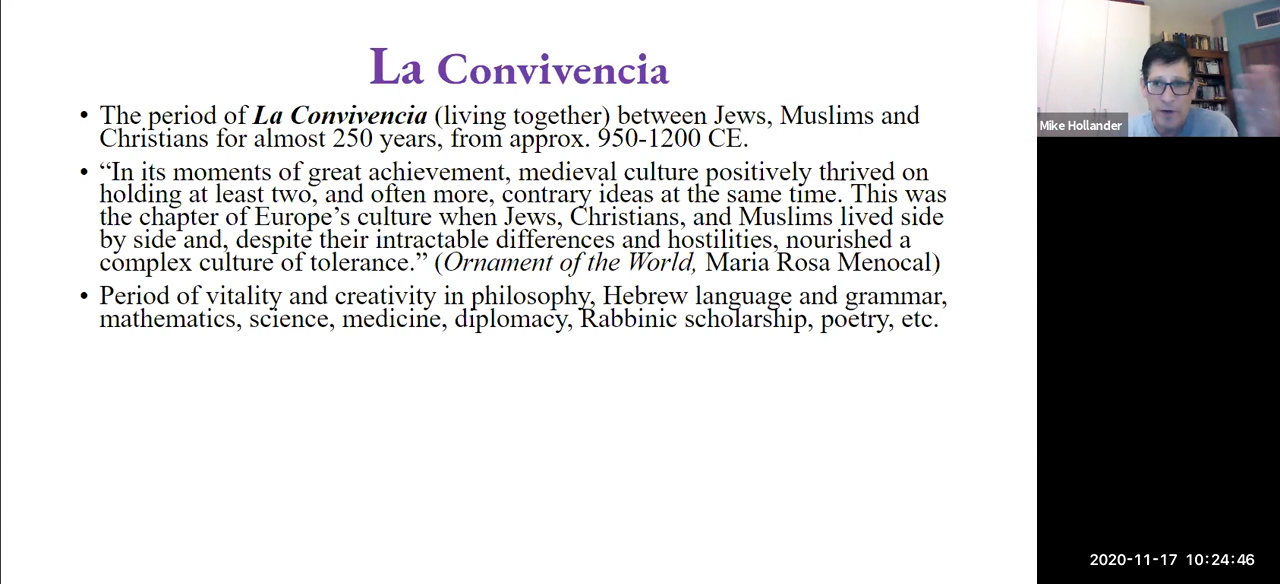 La Convivencia
• The period of La Convivencia (living together) between Jews, Muslims and
Christians for almost 250 years, from approx. 950-1200 CE.
• “In its moments of great achievement, medieval culture positively thrived on
holding at least two, and often more, contrary ideas at the same time. This was
the chapter of Europe’s culture when Jews, Christians, and Muslims lived side
by side and, despite their intractable differences and hostilities, nourished a
complex culture of tolerance.” (Ornament of the World, Maria Rosa Menocal)
• Period of vitality and creativity in philosophy, Hebrew language and grammar,
mathematics, science, medicine, diplomacy, Rabbinic scholarship, poetry, etc.
Mike Hollander
2020-11-17 10:24:46